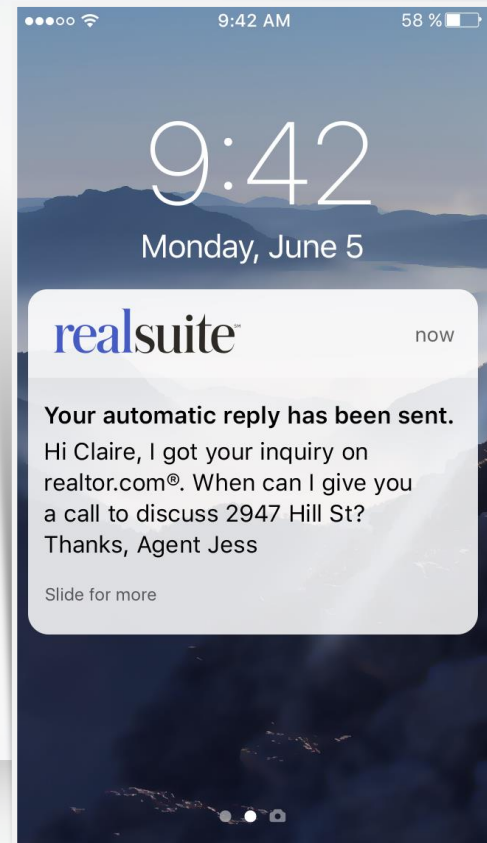 9:42 AM 58 %
9:42
Monday, June 5
realsuite℠ now
Your automatic reply has been sent.
Hi Claire, I got your inquiry on
realtor.com®. When can I give you
a call to discuss 2947 Hill St?
Thanks, Agent Jess
Slide for more